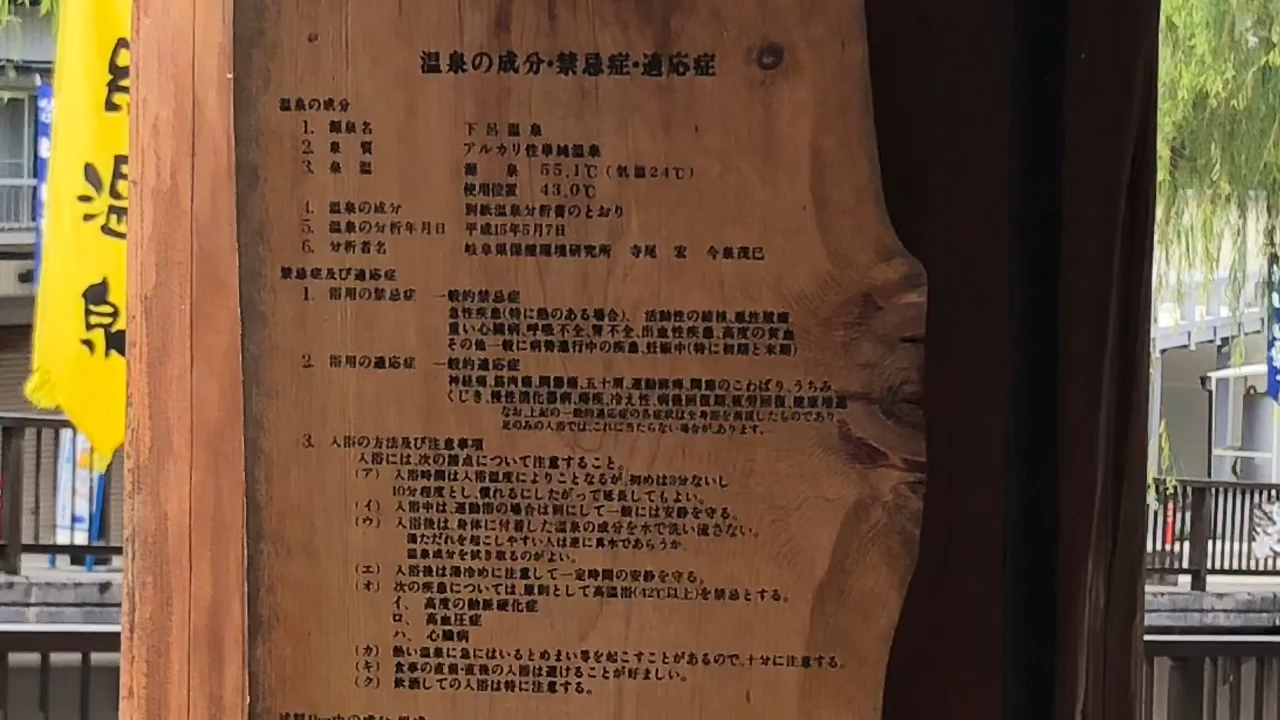 温泉
温泉の成分・禁忌症・適応症
温泉の成分
1. 源泉名 下呂温泉
2. 泉質 アルカリ性単純温泉
3. 泉温 源泉 55.1℃(低温24℃)
使用位置 43.0℃
4. 温泉の成分 別紙温泉分析書のとおり
5. 温泉の分析年月日 平成15年5月7日
6. 分析者名 岐阜県保健環境研究所 寺尾 宏 今泉茂巳
禁忌症及び適応症
1. 浴用の禁忌症 一般的禁忌症
急性疾患(特に熱のある場合)、活動性の結核、悪性腫瘍、
重い心臓病、呼吸不全、腎不全、出血性疾患、高度の貧血
その他一般に病勢進行中の疾患、妊娠中(特に初期と末期)
2. 浴用の適応症 一般的適応症
神経痛、筋肉痛、関節痛、五十肩、運動麻痺、関節のこわばり、うちみ、
くじき、慢性消化器病、痔疾、冷え性、病後回復期、疲労回復、健康増進
なお、上記の一般的適応症の各症状は全身浴を前提としたものであり、
足のみの入浴では、これに当たらない場合があります。
3. 入浴の方法及び注意事項
入浴には、次の諸点について注意すること。
(ア) 入浴時間は入浴温度によりことなるが、初めは3分ないし
10分程度とし、慣れるにしたがって延長してもよい。
(イ) 入浴中は、運動浴の場合は別にして一般には安静を守る。
(ウ) 入浴後は、身体に付着した温泉の成分を水で洗い流さない。
湯ただれを起こしやすい人は逆に真水であらうか、
温泉成分を拭き取るのがよい。
(エ) 入浴後は湯冷めに注意して一定時間の安静を守る。
(オ) 次の疾患については、原則として高温浴(42℃以上)を禁忌とする。
イ、 高度の動脈硬化症
ロ、 高血圧症
ハ、 心臓病
(カ) 熱い温泉に急にはいるとめまい等を起こすことがあるので、十分に注意する。
(キ) 食事の直前・直後の入浴は避けることが好ましい。
(ク) 飲酒しての入浴は特に注意する。